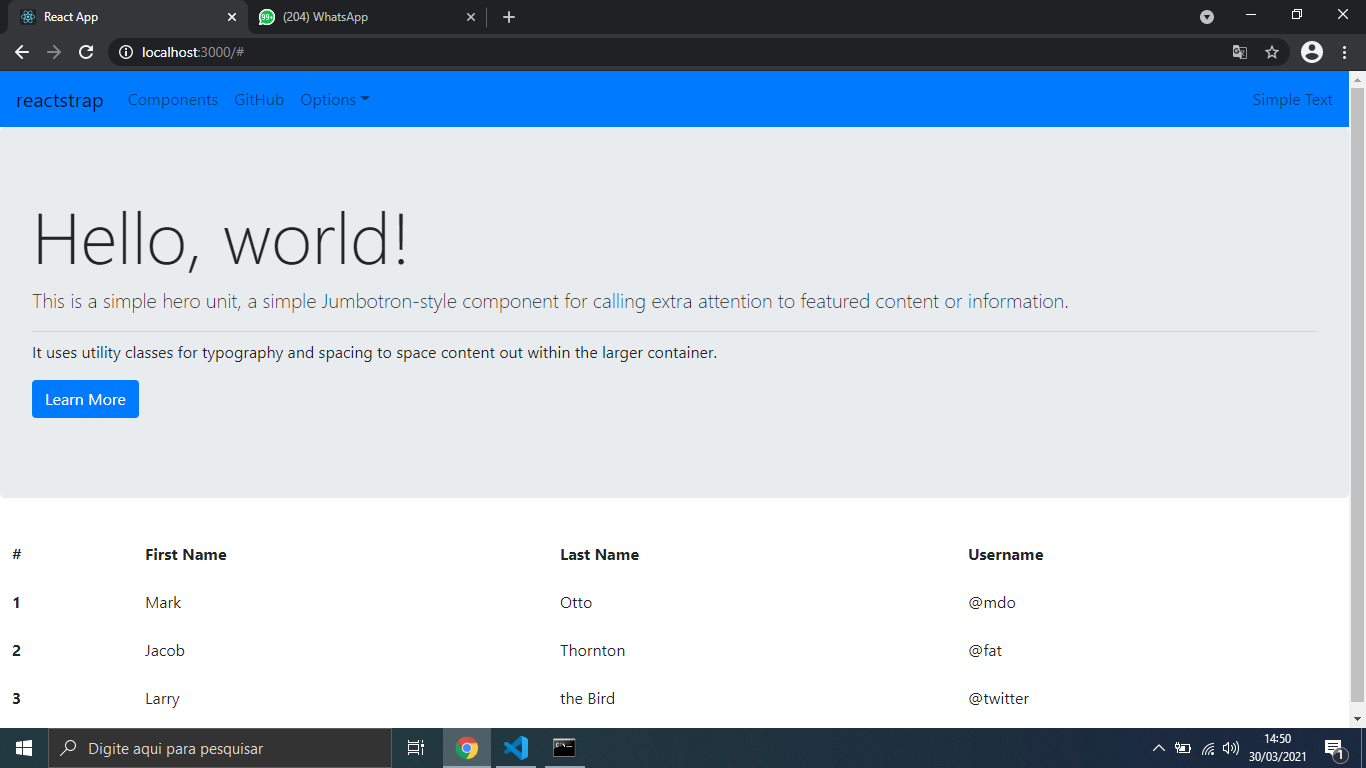 React App
(204) WhatsApp
localhost:3000/#
reactstrap Components GitHub Options Simple Text
Hello, world!
This is a simple hero unit, a simple Jumbotron-style component for calling extra attention to featured content or information.
It uses utility classes for typography and spacing to space content out within the larger container.
Learn More
# First Name Last Name Username
1 Mark Otto @mdo
2 Jacob Thornton @fat
3 Larry the Bird @twitter
Digite aqui para pesquisar
14:50
30/03/2021
1